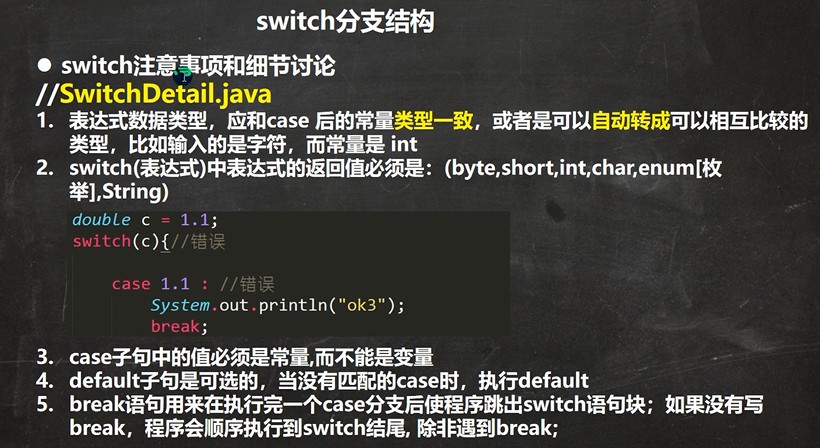 switch分支结构
● switch注意事项和细节讨论
//SwitchDetail.java
1. 表达式数据类型，应和case 后的常量类型一致，或者是可以自动转成可以相互比较的
类型，比如输入的是字符，而常量是 int
2. switch(表达式)中表达式的返回值必须是：(byte,short,int,char,enum[枚
举],String)
double c = 1.1;
switch(c){//错误
case 1.1 : //错误
System.out.println("ok3");
break;
3. case子句中的值必须是常量,而不能是变量
4. default子句是可选的，当没有匹配的case时，执行default
5. break语句用来在执行完一个case分支后使程序跳出switch语句块；如果没有写
break，程序会顺序执行到switch结尾, 除非遇到break;